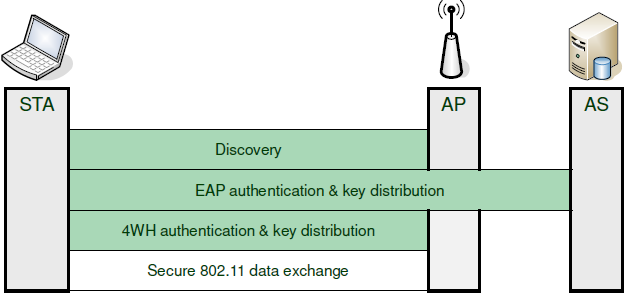 STA
AP
AS
Discovery
EAP authentication & key distribution
4WH authentication & key distribution
Secure 802.11 data exchange